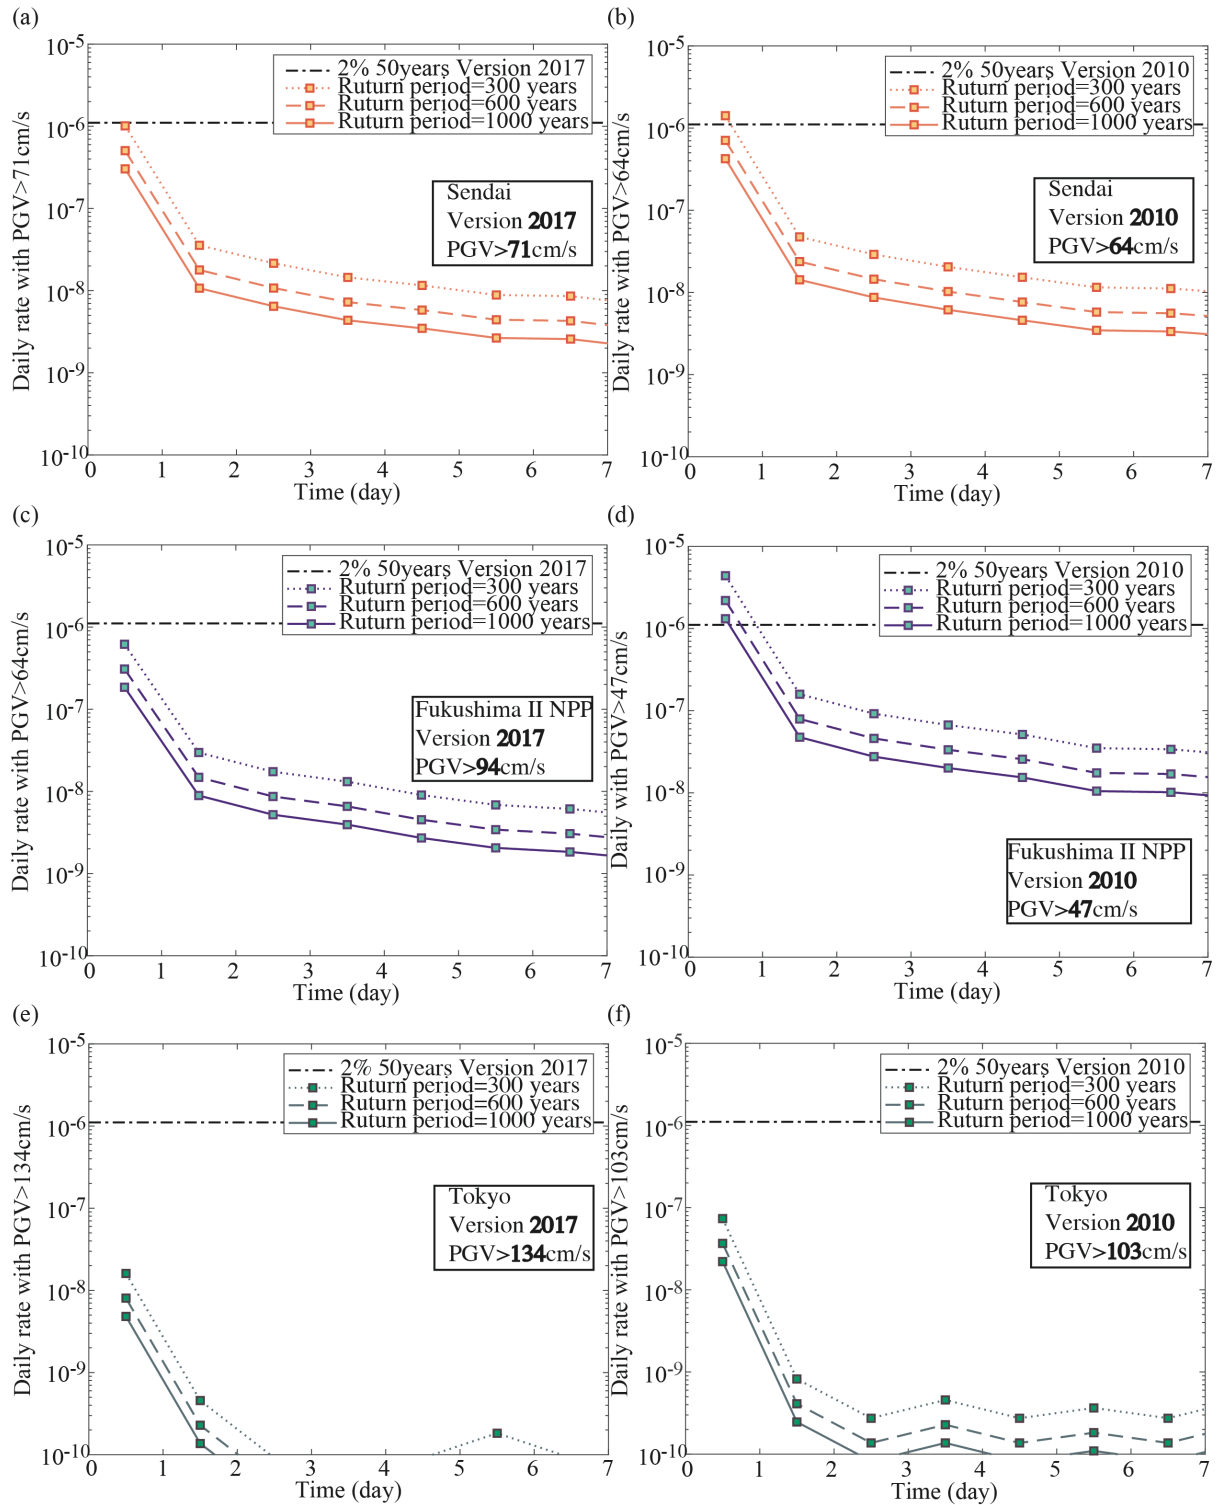 (a)
10-5
10-6
10-7
10-8
10-9
10-10
Daily rate with PGV>71cm/s
2% 50years Version 2017
Ruturn period=300 years
Ruturn period=600 years
Ruturn period=1000 years
Sendai
Version 2017
PGV>71cm/s
0 1 2 3 4 5 6 7
Time (day)
(b)
10-5
10-6
10-7
10-8
10-9
10-10
Daily rate with PGV>64cm/s
2% 50years Version 2010
Ruturn period=300 years
Ruturn period=600 years
Ruturn period=1000 years
Sendai
Version 2010
PGV>64cm/s
0 1 2 3 4 5 6 7
Time (day)
(c)
10-5
10-6
10-7
10-8
10-9
10-10
Daily rate with PGV>64cm/s
2% 50years Version 2017
Ruturn period=300 years
Ruturn period=600 years
Ruturn period=1000 years
Fukushima II NPP
Version 2017
PGV>94cm/s
0 1 2 3 4 5 6 7
Time (day)
(d)
10-5
10-6
10-7
10-8
10-9
10-10
Daily with PGV>47cm/s
2% 50years Version 2010
Ruturn period=300 years
Ruturn period=600 years
Ruturn period=1000 years
Fukushima II NPP
Version 2010
PGV>47cm/s
0 1 2 3 4 5 6 7
Time (day)
(e)
10-5
10-6
10-7
10-8
10-9
10-10
Daily rate with PGV>134cm/s
2% 50years Version 2017
Ruturn period=300 years
Ruturn period=600 years
Ruturn period=1000 years
Tokyo
Version 2017
PGV>134cm/s
0 1 2 3 4 5 6 7
Time (day)
(f)
10-5
10-6
10-7
10-8
10-9
10-10
Daily rate with PGV>103cm/s
2% 50years Version 2010
Ruturn period=300 years
Ruturn period=600 years
Ruturn period=1000 years
Tokyo
Version 2010
PGV>103cm/s
0 1 2 3 4 5 6 7
Time (day)